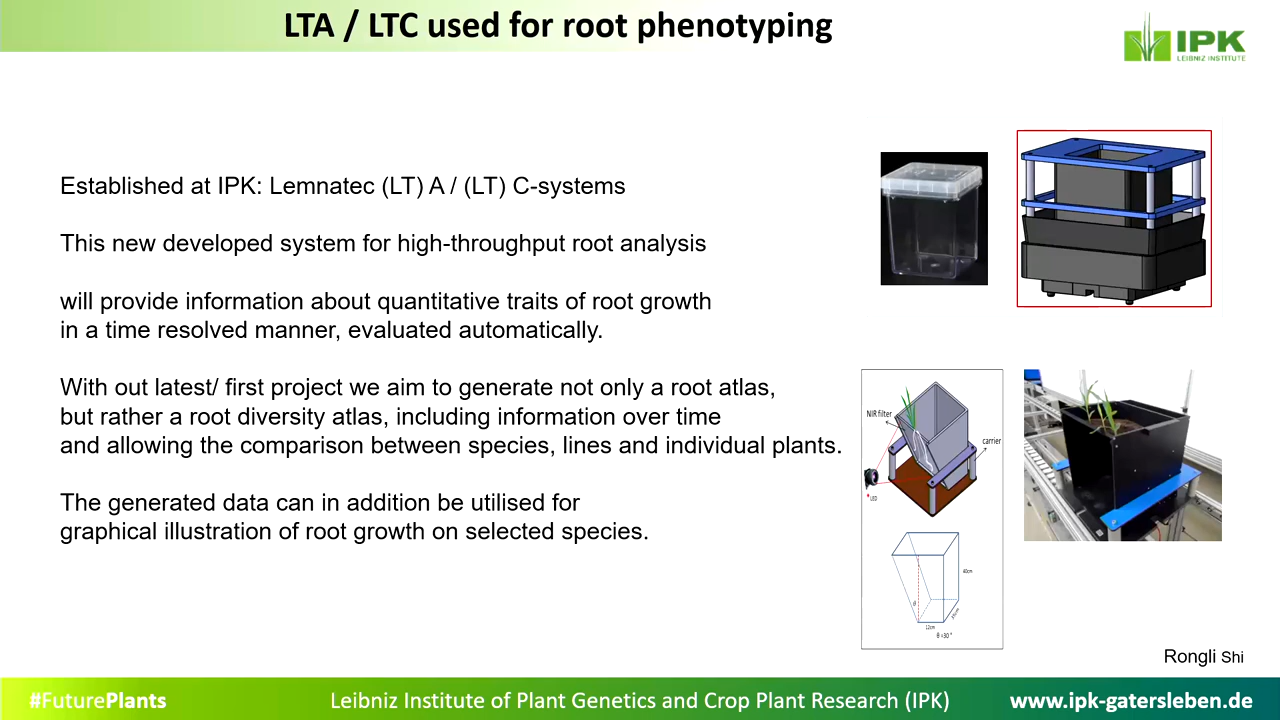 LTA / LTC used for root phenotyping
IPK
LEIBNIZ INSTITUTE
Established at IPK: Lemnatec (LT) A / (LT) C-systems
This new developed system for high-throughput root analysis
will provide information about quantitative traits of root growth
in a time resolved manner, evaluated automatically.
With out latest/ first project we aim to generate not only a root atlas,
but rather a root diversity atlas, including information over time
and allowing the comparison between species, lines and individual plants.
The generated data can in addition be utilised for
graphical illustration of root growth on selected species.
NIR filter
carrier
LED
40cm
θ
12cm
θ =30 °
Rongli Shi
#FuturePlants
Leibniz Institute of Plant Genetics and Crop Plant Research (IPK)
www.ipk-gatersleben.de